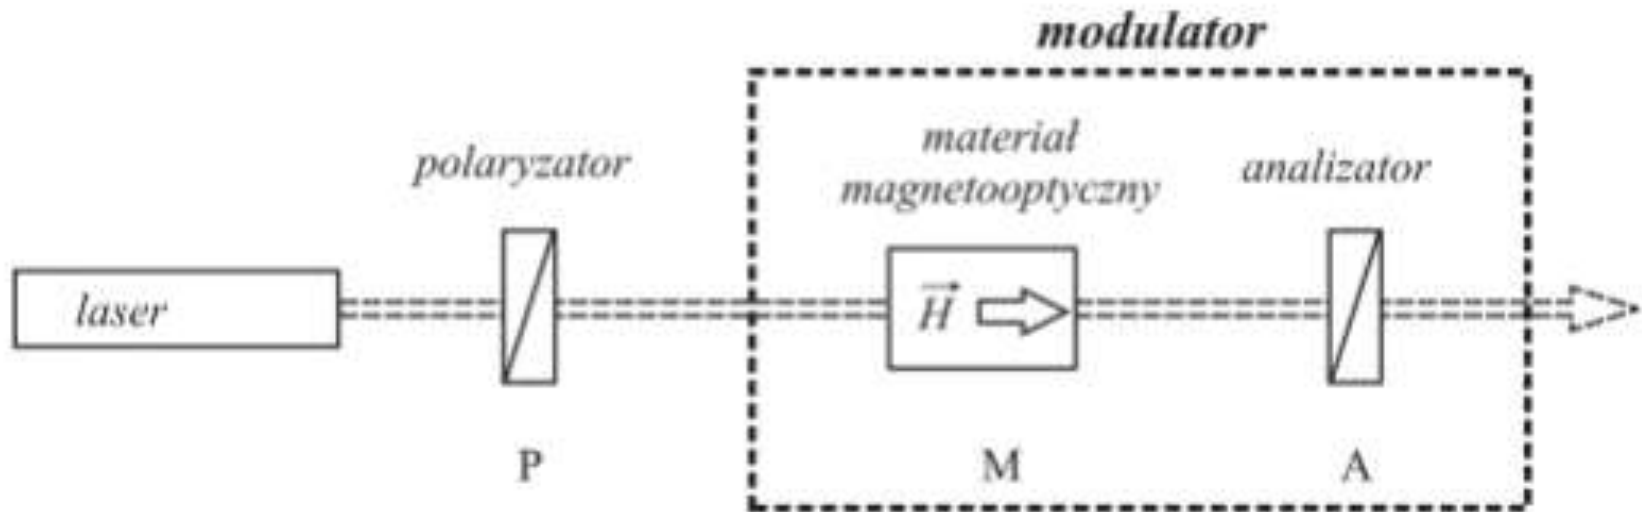 modulator
polaryzator
materiał
magnetooptyczny
analizator
laser
H
P
M
A